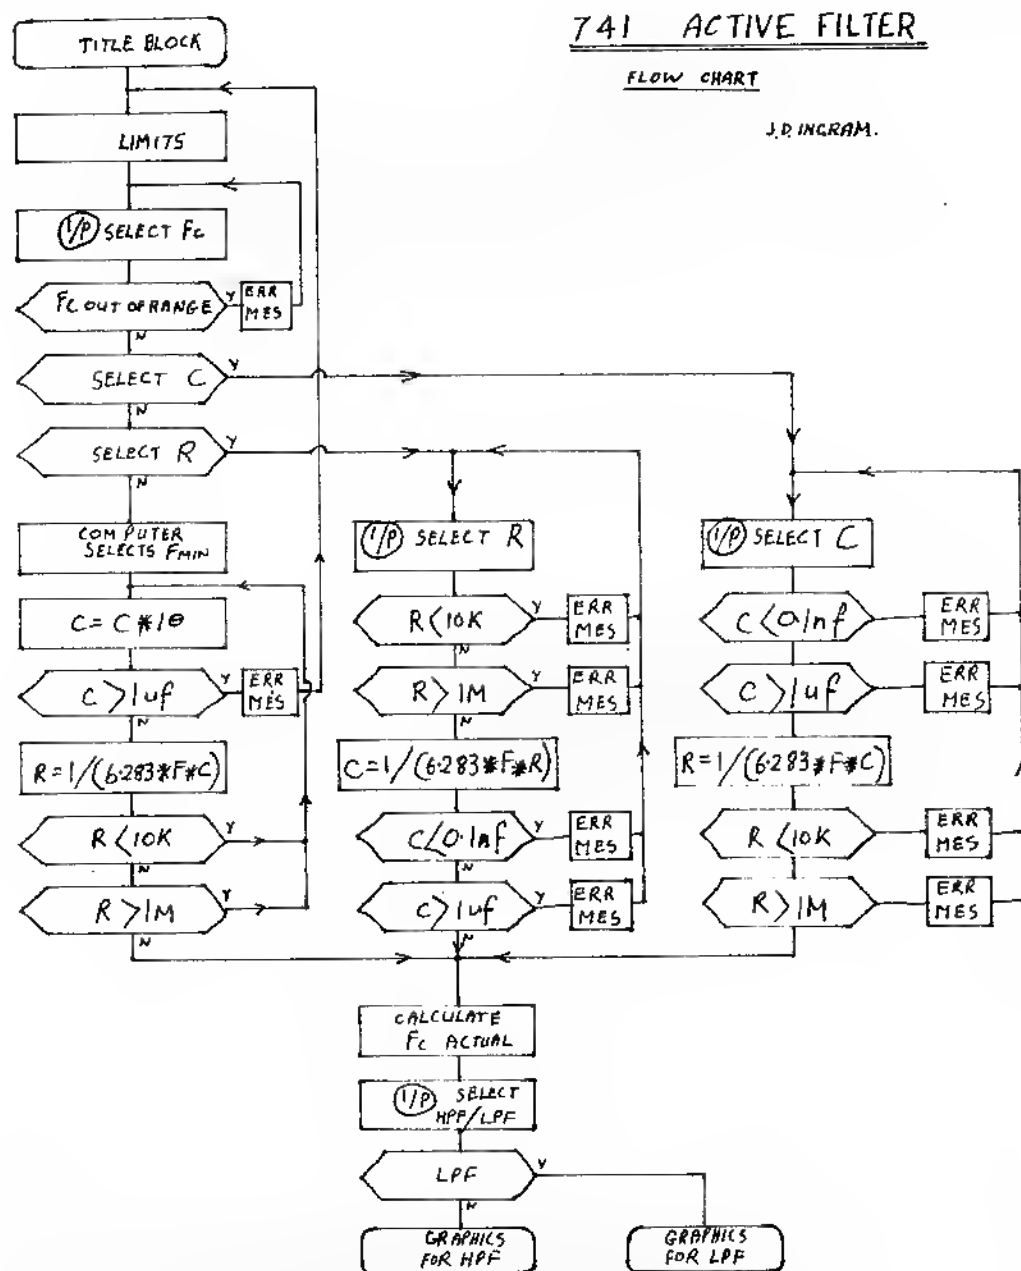 741 ACTIVE FILTER
FLOW CHART
J.D. INGRAM.
TITLE BLOCK
LIMITS
I/P SELECT Fc
Fc OUT OF RANGE
Y
ERR
MES
N
SELECT C
Y
N
SELECT R
Y
N
COMPUTER
SELECTS FMIN
C = C * 10
C > 1uf
Y
ERR
MES
N
R = 1/(6.283*F*C)
R < 10K
Y
N
R > 1M
Y
N
I/P SELECT R
R < 10K
Y
ERR
MES
N
R > 1M
Y
ERR
MES
N
C = 1/(6.283*F*R)
C < 0.1nf
Y
ERR
MES
N
C > 1uf
Y
ERR
MES
N
I/P SELECT C
C < 0.1nf
ERR
MES
C > 1uf
ERR
MES
R = 1/(6.283*F*C)
R < 10K
ERR
MES
R > 1M
ERR
MES
CALCULATE
Fc ACTUAL
I/P SELECT
HPF/LPF
LPF
Y
N
GRAPHICS
FOR HPF
GRAPHICS
FOR LPF